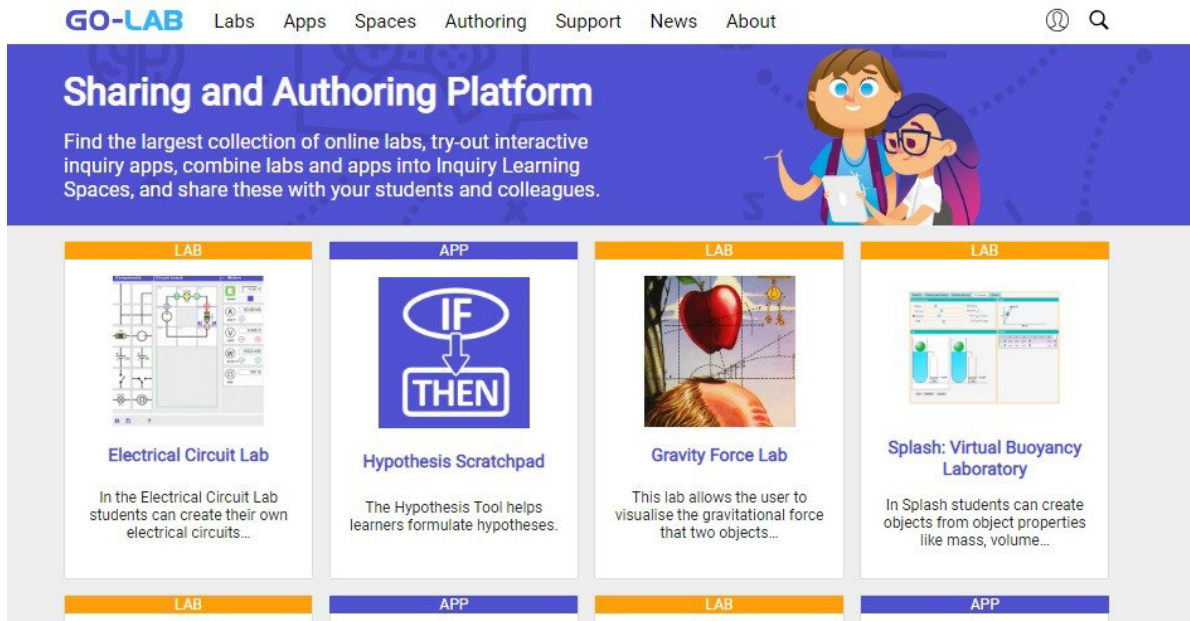 GO-LAB Labs Apps Spaces Authoring Support News About
Sharing and Authoring Platform
Find the largest collection of online labs, try-out interactive
inquiry apps, combine labs and apps into Inquiry Learning
Spaces, and share these with your students and colleagues.
LAB
Electrical Circuit Lab
In the Electrical Circuit Lab
students can create their own
electrical circuits...
APP
IF
THEN
Hypothesis Scratchpad
The Hypothesis Tool helps
learners formulate hypotheses.
LAB
Gravity Force Lab
This lab allows the user to
visualise the gravitational force
that two objects...
LAB
Splash: Virtual Buoyancy
Laboratory
In Splash students can create
objects from object properties
like mass, volume...
LAB
APP
LAB
APP